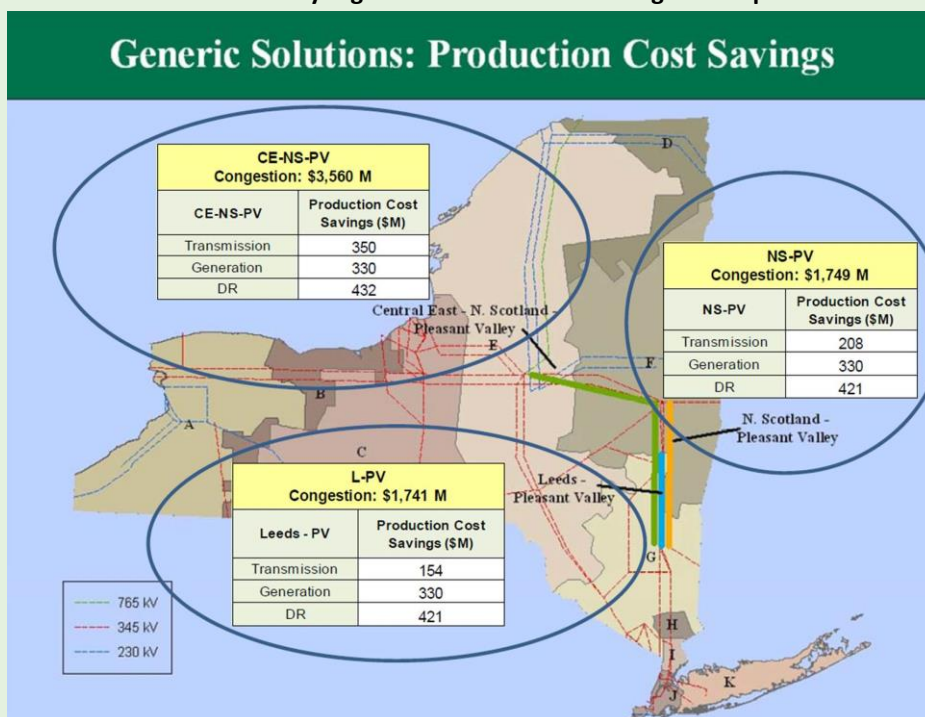 Generic Solutions: Production Cost Savings
CE-NS-PV
Congestion: $3,560 M
CE-NS-PV
Production Cost
Savings ($M)
Transmission 350
Generation 330
DR 432
NS-PV
Congestion: $1,749 M
NS-PV
Production Cost
Savings ($M)
Transmission 208
Generation 330
DR 421
L-PV
Congestion: $1,741 M
Leeds - PV
Production Cost
Savings ($M)
Transmission 154
Generation 330
DR 421
Central East - N. Scotland -
Pleasant Valley
N. Scotland -
Pleasant Valley
Leeds -
Pleasant Valley
A
B
C
D
E
F
G
H
I
J
K
765 kV
345 kV
230 kV